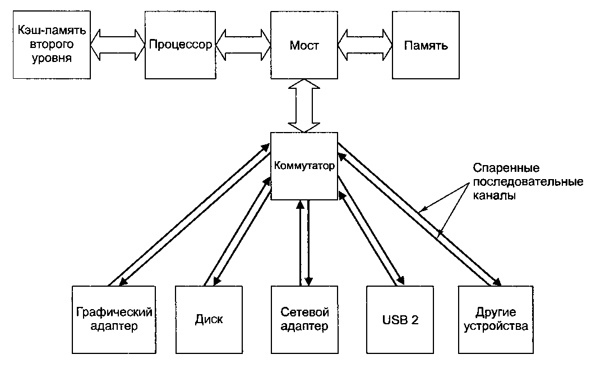 Кэш-память
второго
уровня
Процессор
Мост
Память
Коммутатор
Спаренные
последовательные
каналы
Графический
адаптер
Диск
Сетевой
адаптер
USB 2
Другие
устройства